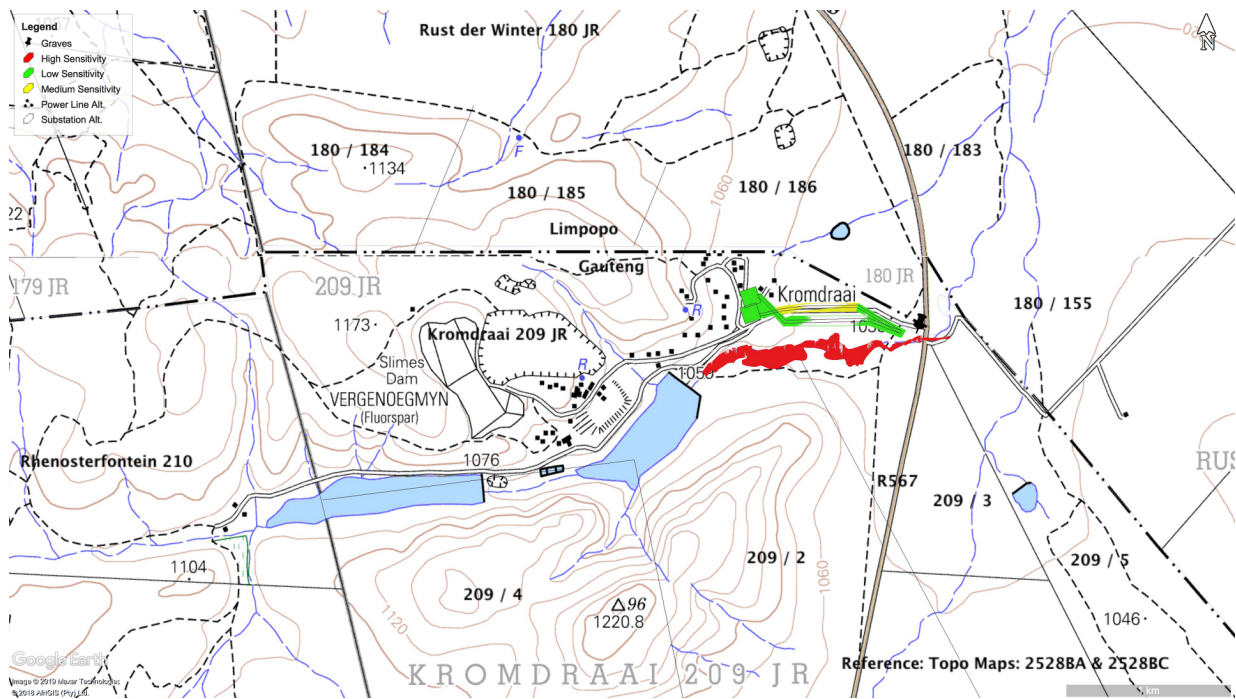 Legend
Graves
High Sensitivity
Low Sensitivity
Medium Sensitivity
Power Line Alt.
Substation Alt.
1057
Rust der Winter 180 JR
N
180 / 184
1134
F
180 / 183
180 / 185
180 / 186
1060
22
Limpopo
Gauteng
179 JR
209 JR
180 JR
Kromdraai
180 / 155
R
1173
Kromdraai 209 JR
Slimes
Dam
VERGENOEGMYN
(Fluorspar)
R
1050
Rhenosterfontein 210
1076
RUS
R567
209 / 3
1104
209 / 4
209 / 2
1060
209 / 5
1120
96
1220.8
1046
Google Earth
Image © 2019 Maxar Technologies
© 2018 AfriGIS (Pty) Ltd.
KROMDRAAI 209 JR
Reference: Topo Maps: 2528BA & 2528BC
1 km